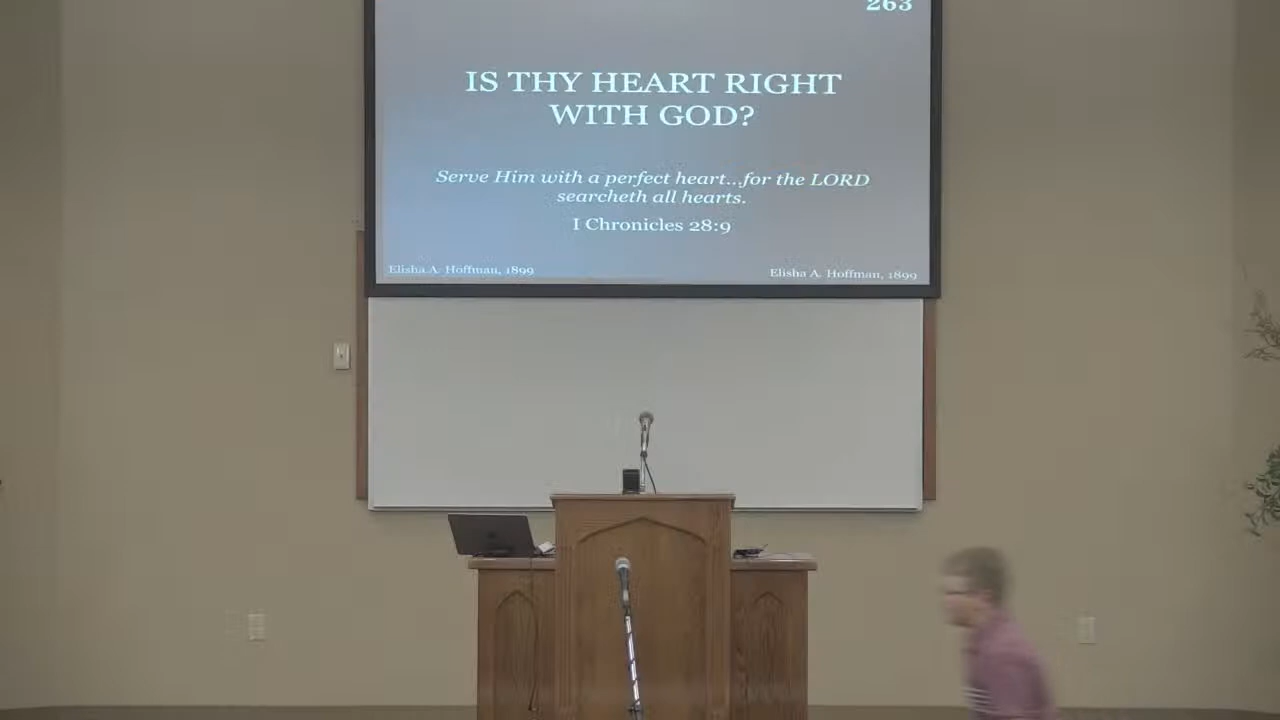 263
IS THY HEART RIGHT
WITH GOD?
Serve Him with a perfect heart...for the LORD
searcheth all hearts.
I Chronicles 28:9
Elisha A. Hoffman, 1899
Elisha A. Hoffman, 1899